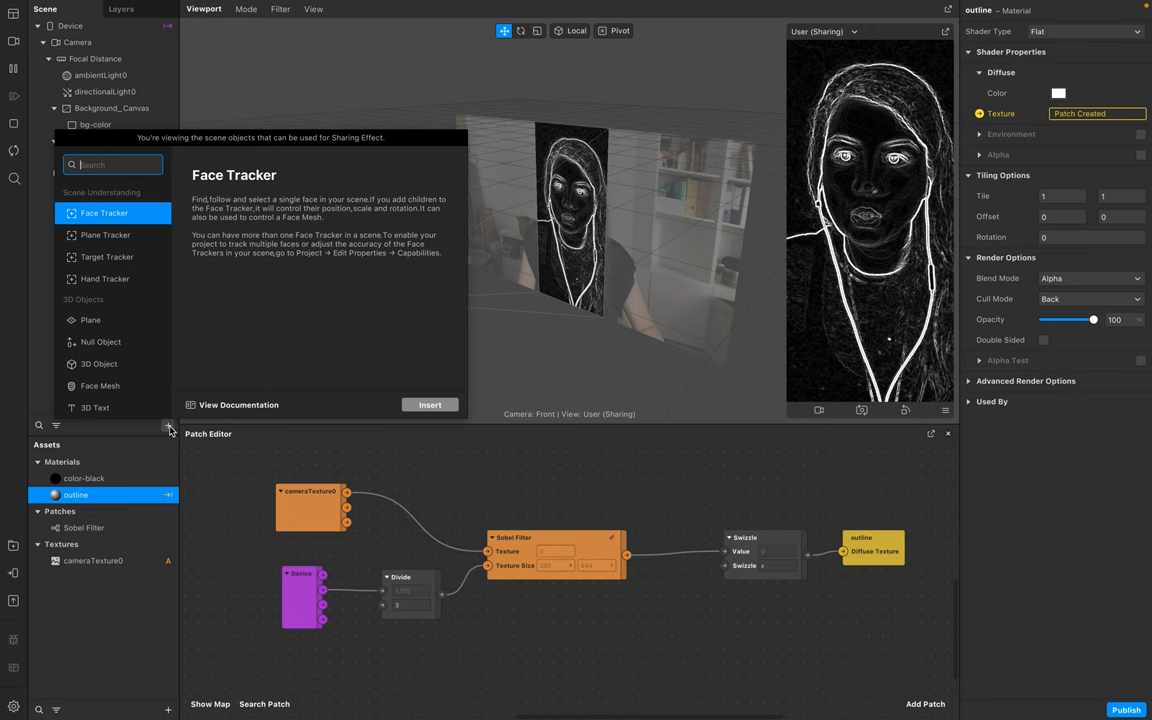 Scene
Layers
Viewport
Mode
Filter
View
outline – Material
Device
Camera
Focal Distance
ambientLight0
directionalLight0
Background_Canvas
bg-color
Local
Pivot
User (Sharing)
Shader Type
Flat
Shader Properties
Diffuse
Color
Texture
Patch Created
Environment
Alpha
Tiling Options
Tile
1
1
Offset
0
0
Rotation
0
Render Options
Blend Mode
Alpha
Cull Mode
Back
Opacity
100
%
Double Sided
Alpha Test
Advanced Render Options
Used By
You're viewing the scene objects that can be used for Sharing Effect.
Search
Scene Understanding
Face Tracker
Plane Tracker
Target Tracker
Hand Tracker
3D Objects
Plane
Null Object
3D Object
Face Mesh
3D Text
Face Tracker
Find,follow and select a single face in your scene.If you add children to
the Face Tracker,it will control their position,scale and rotation.It can
also be used to control a Face Mesh.
You can have more than one Face Tracker in a scene.To enable your
project to track multiple faces or adjust the accuracy of the Face
Trackers in your scene,go to Project → Edit Properties → Capabilities.
View Documentation
Insert
Camera: Front | View: User (Sharing)
Assets
Materials
color-black
outline
Patches
Sobel Filter
Textures
cameraTexture0
A
Patch Editor
cameraTexture0
Device
Divide
3
Sobel Filter
Texture
0
Texture Size
390
844
Swizzle
Value
0
Swizzle
x
outline
Diffuse Texture
Show Map
Search Patch
Add Patch
Publish